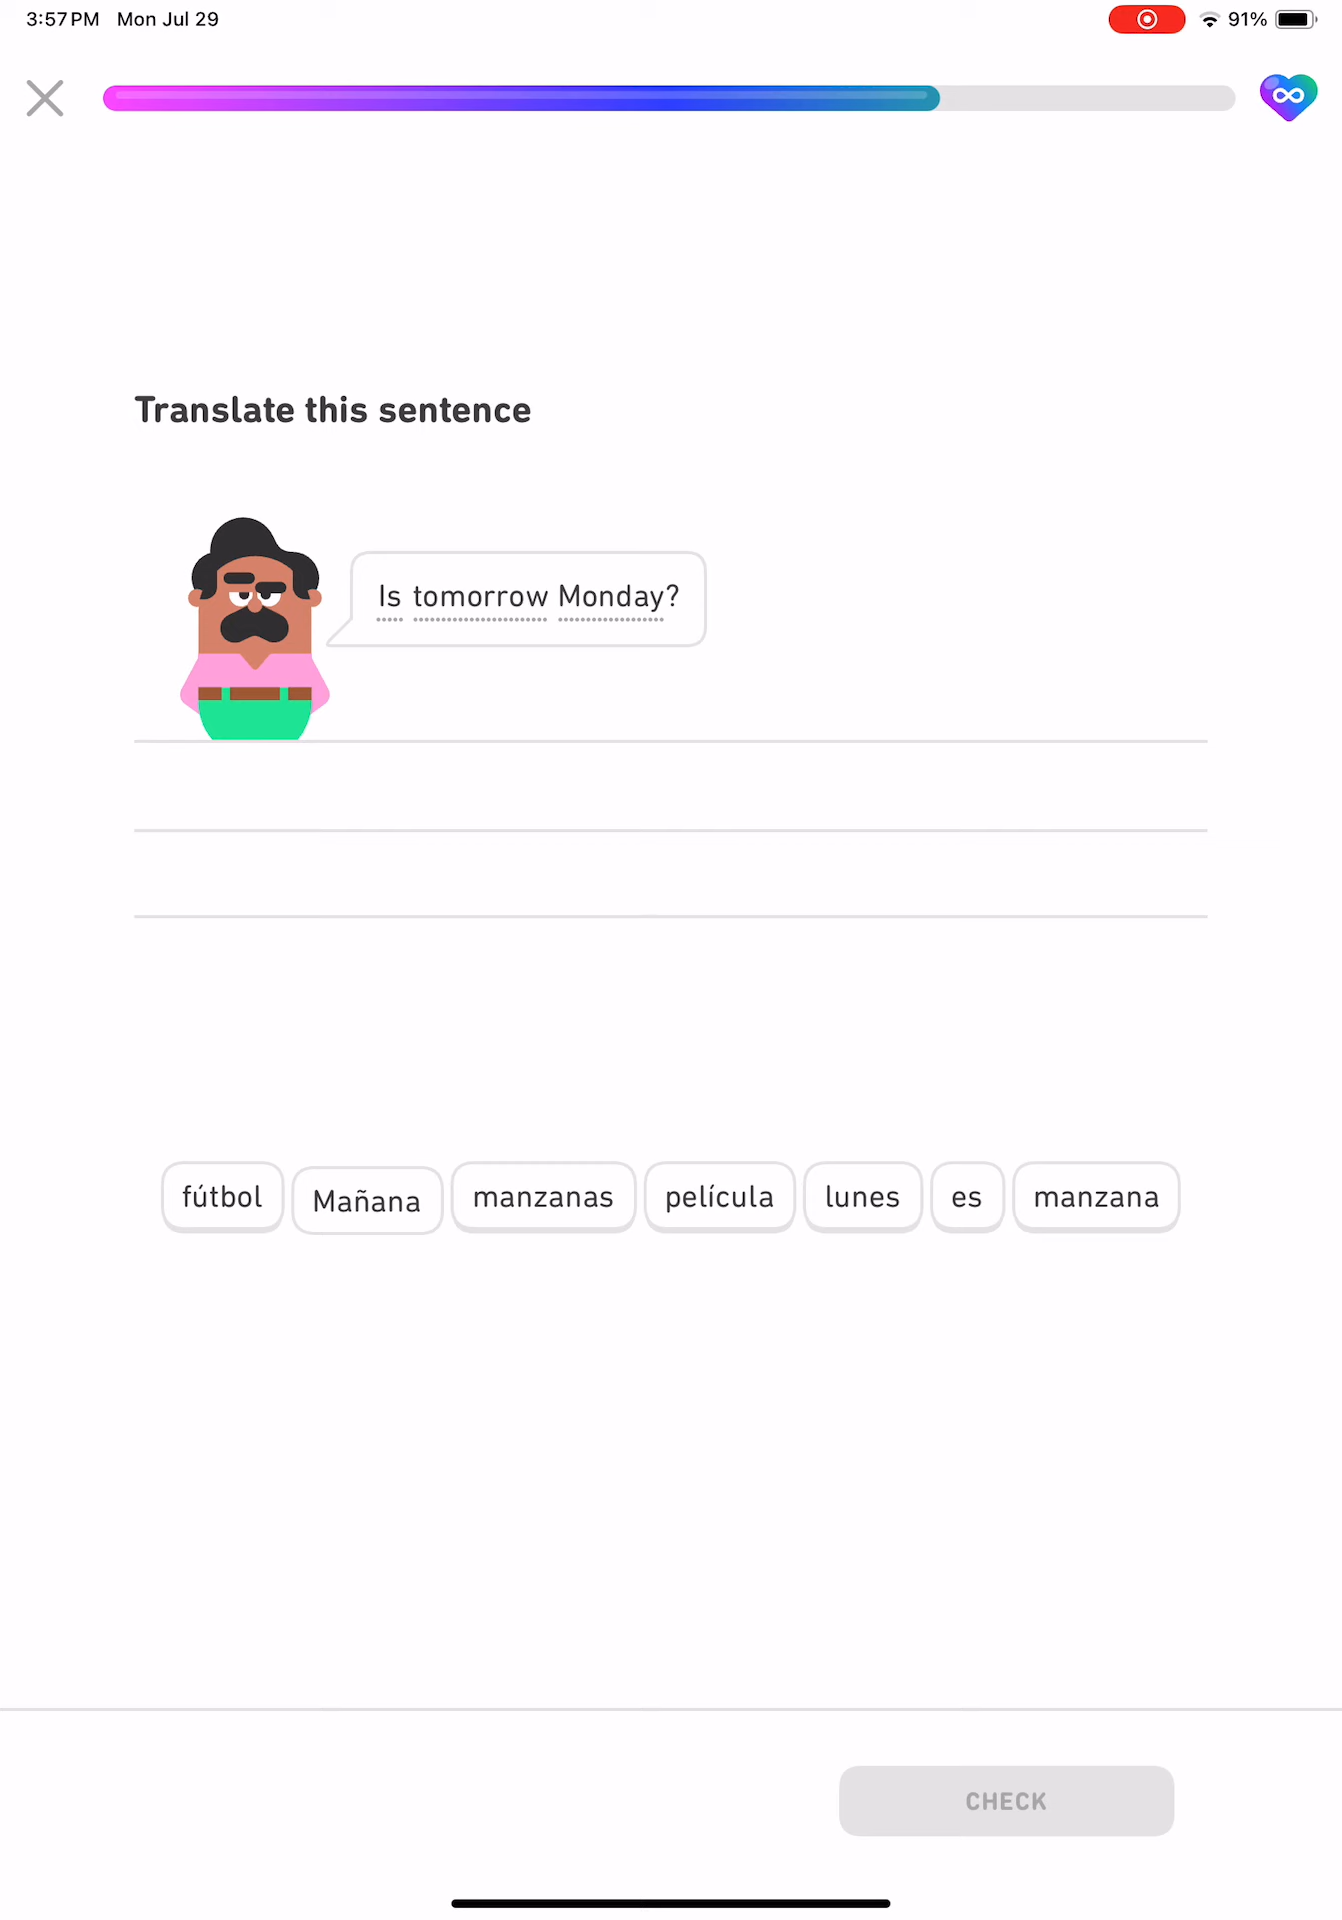 3:57 PM Mon Jul 29 91%
Translate this sentence
Is tomorrow Monday?
fútbol Mañana manzanas película lunes es manzana
CHECK